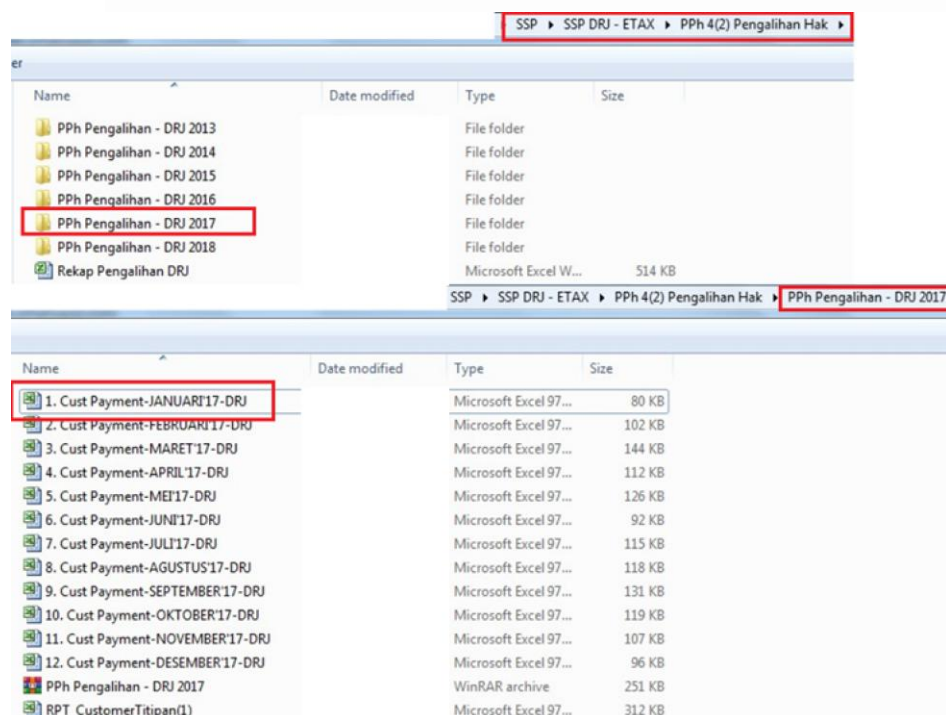 SSP ▸ SSP DRJ - ETAX ▸ PPh 4(2) Pengalihan Hak ▸
er
Name Date modified Type Size
PPh Pengalihan - DRJ 2013 File folder
PPh Pengalihan - DRJ 2014 File folder
PPh Pengalihan - DRJ 2015 File folder
PPh Pengalihan - DRJ 2016 File folder
PPh Pengalihan - DRJ 2017 File folder
PPh Pengalihan - DRJ 2018 File folder
Rekap Pengalihan DRJ Microsoft Excel W... 514 KB
SSP ▸ SSP DRJ - ETAX ▸ PPh 4(2) Pengalihan Hak ▸ PPh Pengalihan - DRJ 2017
Name Date modified Type Size
1. Cust Payment-JANUARI'17-DRJ Microsoft Excel 97... 80 KB
2. Cust Payment-FEBRUARI'17-DRJ Microsoft Excel 97... 102 KB
3. Cust Payment-MARET'17-DRJ Microsoft Excel 97... 144 KB
4. Cust Payment-APRIL'17-DRJ Microsoft Excel 97... 112 KB
5. Cust Payment-MEI'17-DRJ Microsoft Excel 97... 126 KB
6. Cust Payment-JUNI'17-DRJ Microsoft Excel 97... 92 KB
7. Cust Payment-JULI'17-DRJ Microsoft Excel 97... 115 KB
8. Cust Payment-AGUSTUS'17-DRJ Microsoft Excel 97... 118 KB
9. Cust Payment-SEPTEMBER'17-DRJ Microsoft Excel 97... 131 KB
10. Cust Payment-OKTOBER'17-DRJ Microsoft Excel 97... 119 KB
11. Cust Payment-NOVEMBER'17-DRJ Microsoft Excel 97... 107 KB
12. Cust Payment-DESEMBER'17-DRJ Microsoft Excel 97... 96 KB
PPh Pengalihan - DRJ 2017 WinRAR archive 251 KB
RPT_CustomerTitipan(1) Microsoft Excel 97... 312 KB